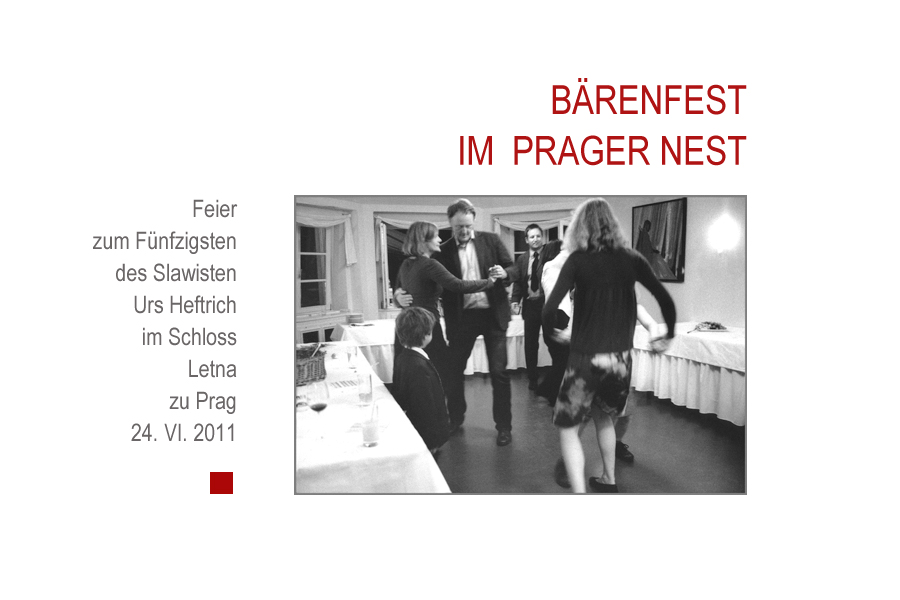 BÄRENFEST
IM PRAGER NEST
Feier
zum Fünfzigsten
des Slawisten
Urs Heftrich
im Schloss
Letna
zu Prag
24. VI. 2011